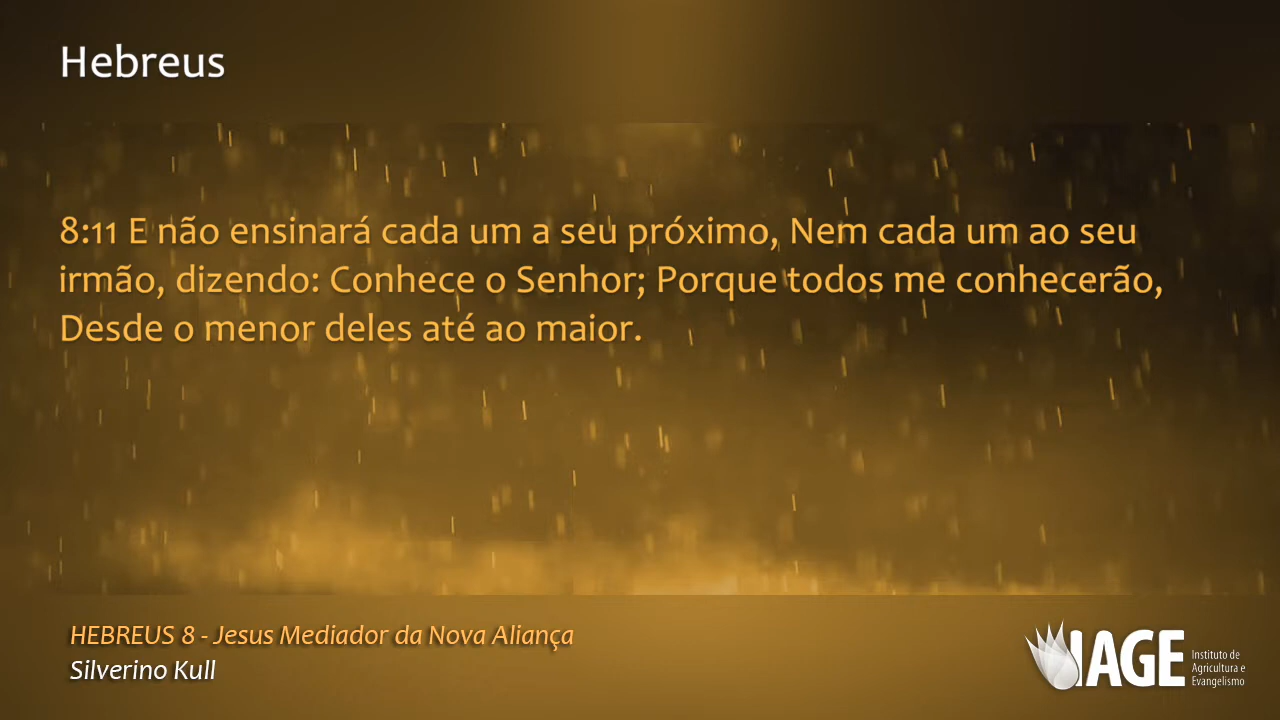 Hebreus
8:11 E não ensinará cada um a seu próximo, Nem cada um ao seu
irmão, dizendo: Conhece o Senhor; Porque todos me conhecerão,
Desde o menor deles até ao maior.
HEBREUS 8 - Jesus Mediador da Nova Aliança
Silverino Kull
IAGE
Instituto de
Agricultura e
Evangelismo